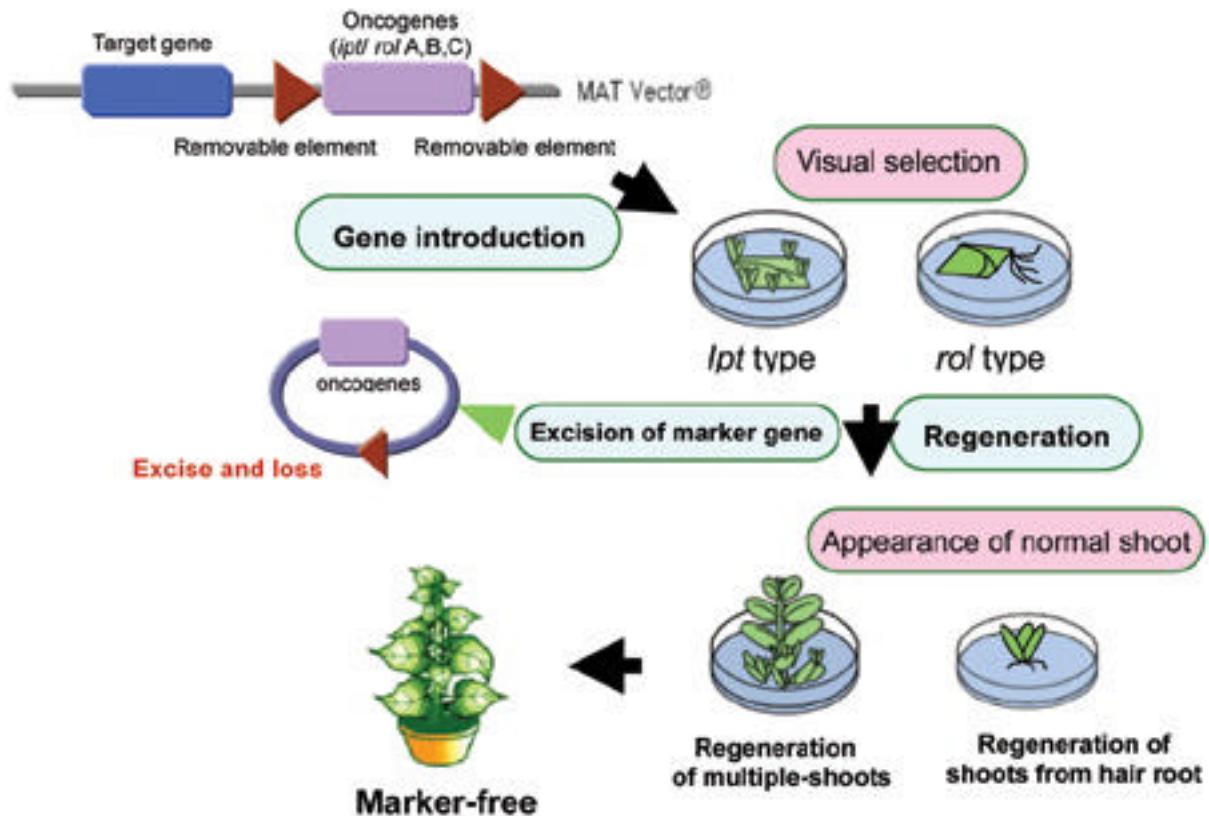 Oncogenes
(ipt/ rol A,B,C)
Target gene
MAT Vector®
Removable element
Removable element
Visual selection
Gene introduction
Ipt type
rol type
oncogenes
Excision of marker gene
Regeneration
Excise and loss
Appearance of normal shoot
Regeneration
of multiple-shoots
Regeneration of
shoots from hair root
Marker-free